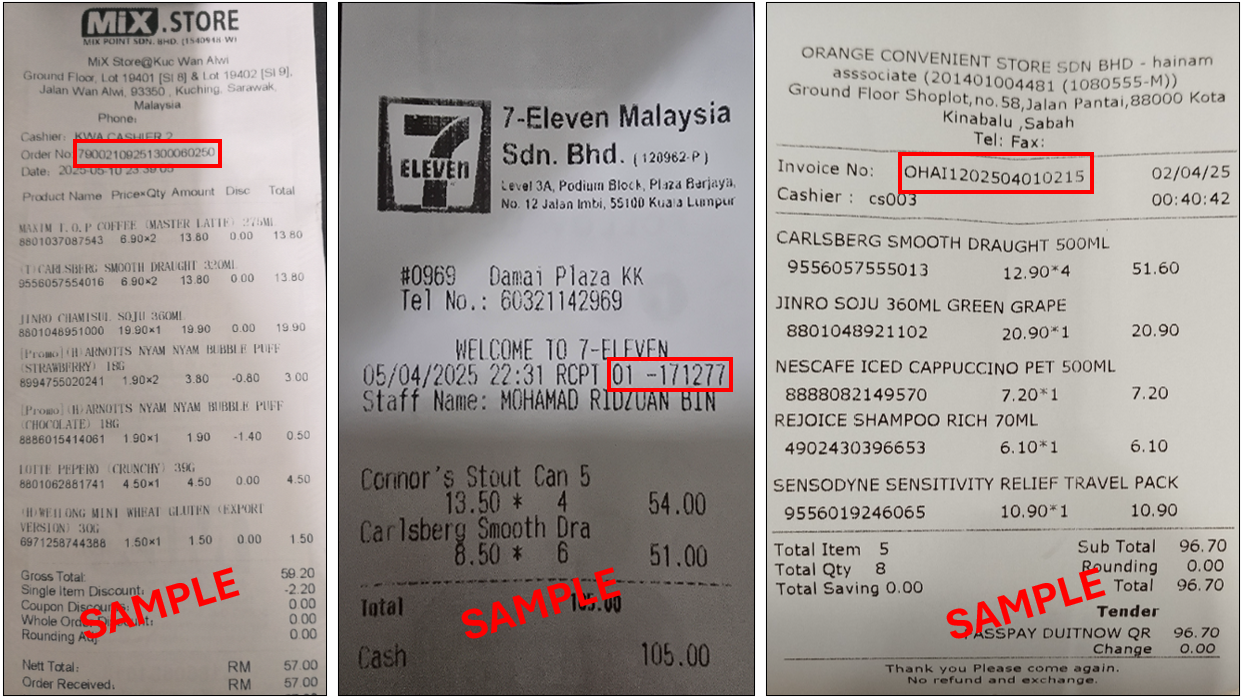 MiX.STORE
MIX POINT SDN. BHD. (1540948 W)
MiX Store@Kuc Wan Alwi
Ground Floor, Lot 19401 [Sl 8] & Lot 19402 [Sl 9],
Jalan Wan Alwi, 93350 , Kuching, Sarawak,
Malaysia
Phone:
Cashier: KWA CASHIER 2
Order No: 79002109251300060250
Date: 2025-05-10 23:39:05
Product Name Price×Qty Amount Disc Total
MAXIM T.O.P COFFEE (MASTER LATTE) 275ML
8801037087543 6.90×2 13.80 0.00 13.80
(T)CARLSBERG SMOOTH DRAUGHT 320ML
9556057554016 6.90×2 13.80 0.00 13.80
JINRO CHAMISUL SOJU 360ML
8801048951000 19.90×1 19.90 0.00 19.90
[Promo](H)ARNOTTS NYAM NYAM BUBBLE PUFF
(STRAWBERRY) 18G
8994755020241 1.90×2 3.80 -0.80 3.00
[Promo](H)ARNOTTS NYAM NYAM BUBBLE PUFF
(CHOCOLATE) 18G
8886015414061 1.90×1 1.90 -1.40 0.50
LOTTE PEPERO (CRUNCHY) 39G
8801062881741 4.50×1 4.50 0.00 4.50
(H)WEILONG MINI WHEAT GLUTEN (EXPORT
VERSION) 30G
6971258744388 1.50×1 1.50 0.00 1.50
Gross Total: 59.20
Single Item Discount: -2.20
Coupon Discounts: 0.00
Whole Order Discount: 0.00
Rounding Adj: 0.00
SAMPLE
Nett Total: RM 57.00
Order Received: RM 57.00
7
ELEVEN
7-Eleven Malaysia
Sdn. Bhd. (120962-P)
Level 3A, Podium Block, Plaza Berjaya,
No. 12 Jalan Imbi, 55100 Kuala Lumpur
#0969 Damai Plaza KK
Tel No.: 60321142969
WELCOME TO 7-ELEVEN
05/04/2025 22:31 RCPT 01 -171277
Staff Name: MOHAMAD RIDZUAN BIN
Connor's Stout Can 5
13.50 * 4 54.00
Carlsberg Smooth Dra
8.50 * 6 51.00
Total 105.00
SAMPLE
Cash 105.00
ORANGE CONVENIENT STORE SDN BHD - hainam
asssociate (201401004481 (1080555-M))
Ground Floor Shoplot,no.58,Jalan Pantai,88000 Kota
Kinabalu ,Sabah
Tel: Fax:
Invoice No: OHAI1202504010215 02/04/25
Cashier : cs003 00:40:42
CARLSBERG SMOOTH DRAUGHT 500ML
9556057555013 12.90*4 51.60
JINRO SOJU 360ML GREEN GRAPE
8801048921102 20.90*1 20.90
NESCAFE ICED CAPPUCCINO PET 500ML
8888082149570 7.20*1 7.20
REJOICE SHAMPOO RICH 70ML
4902430396653 6.10*1 6.10
SENSODYNE SENSITIVITY RELIEF TRAVEL PACK
9556019246065 10.90*1 10.90
Total Item 5 Sub Total 96.70
Total Qty 8 Rounding 0.00
Total Saving 0.00 Total 96.70
SAMPLE
Tender
PASSPAY DUITNOW QR 96.70
Change 0.00
Thank you Please come again.
No refund and exchange.